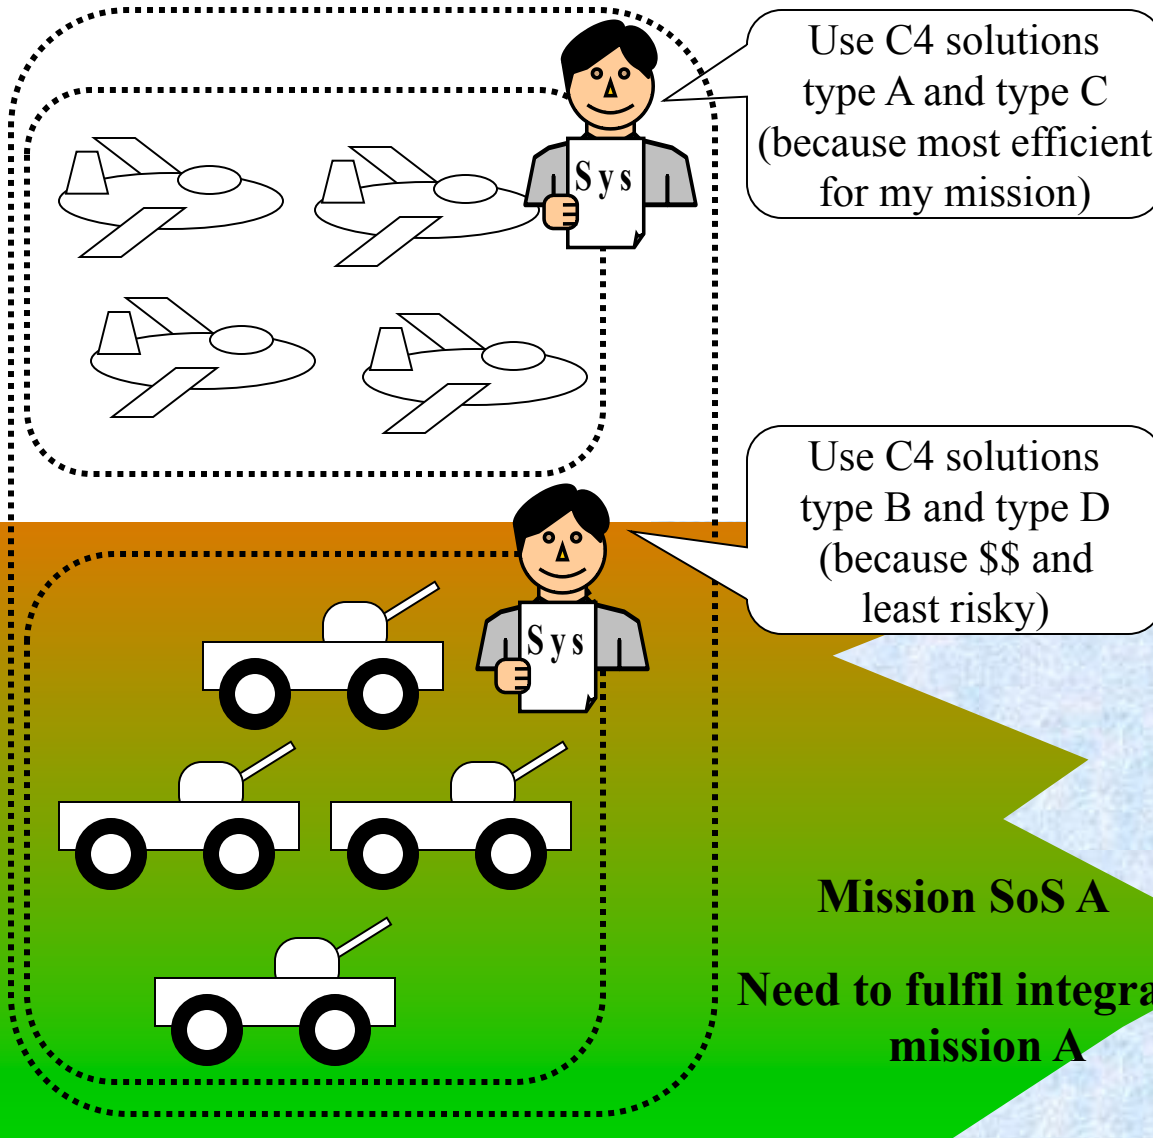 Use C4 solutions
type A and type C
(because most efficient
for my mission)
Sys
Use C4 solutions
type B and type D
(because $$ and
least risky)
Sys
Mission SoS A
Need to fulfil integra
mission A